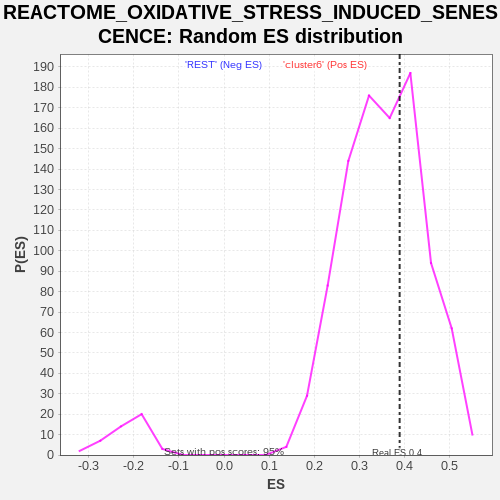 REACTOME_OXIDATIVE_STRESS_INDUCED_SENES
CENCE: Random ES distribution
'REST' (Neg ES) 'cluster6' (Pos ES)
190
180
170
160
150
140
130
120
110
100
90
80
70
60
50
40
30
20
10
0
P(ES)
Sets with pos scores: 95%
Real ES 0.4
-0.3 -0.2 -0.1 0.0 0.1 0.2 0.3 0.4 0.5
ES